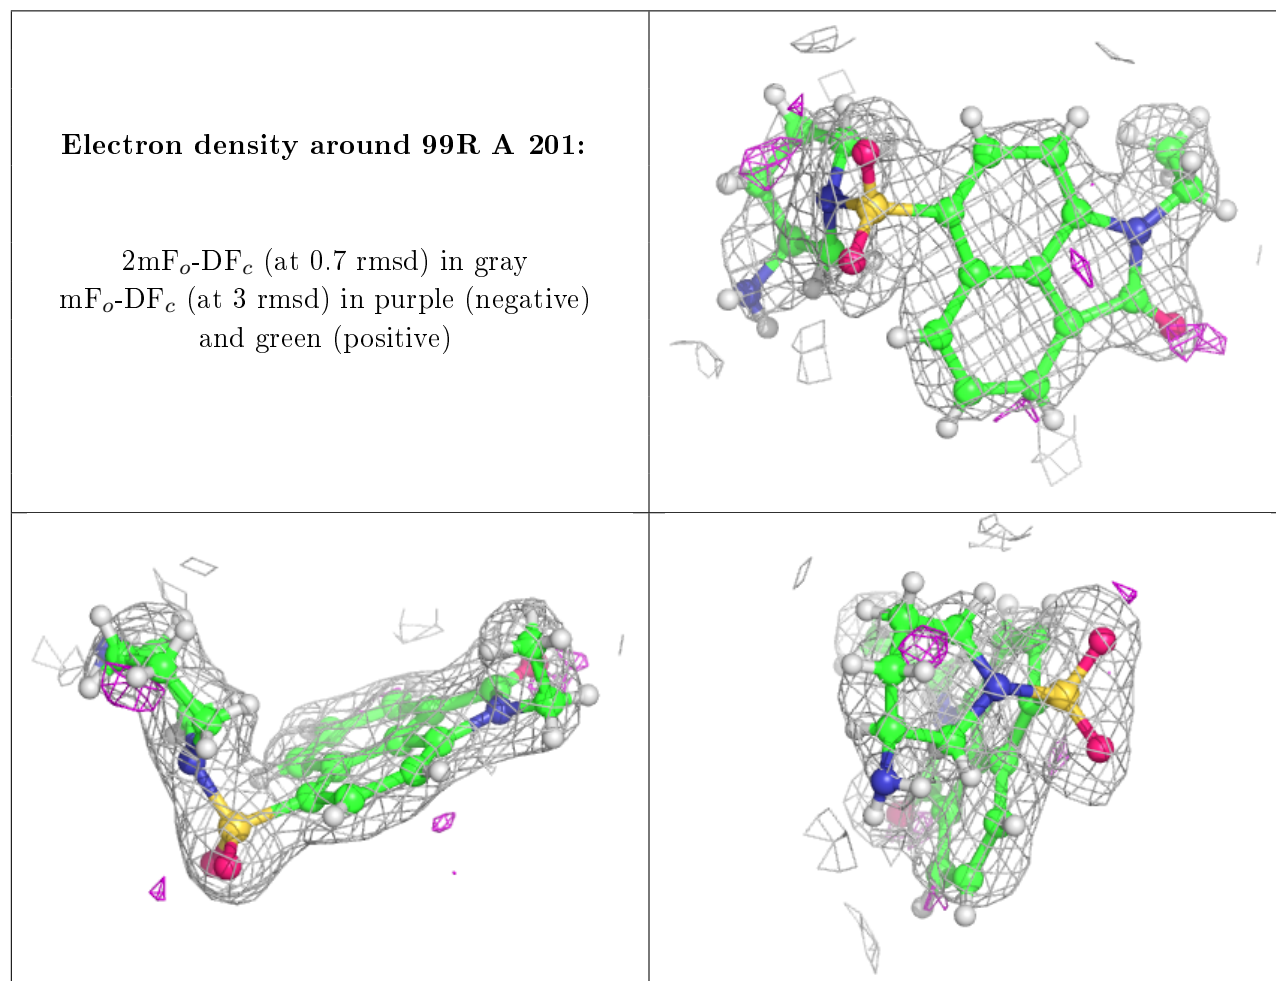 Electron density around 99R A 201:
2mFo-DFc (at 0.7 rmsd) in gray
mFo-DFc (at 3 rmsd) in purple (negative)
and green (positive)